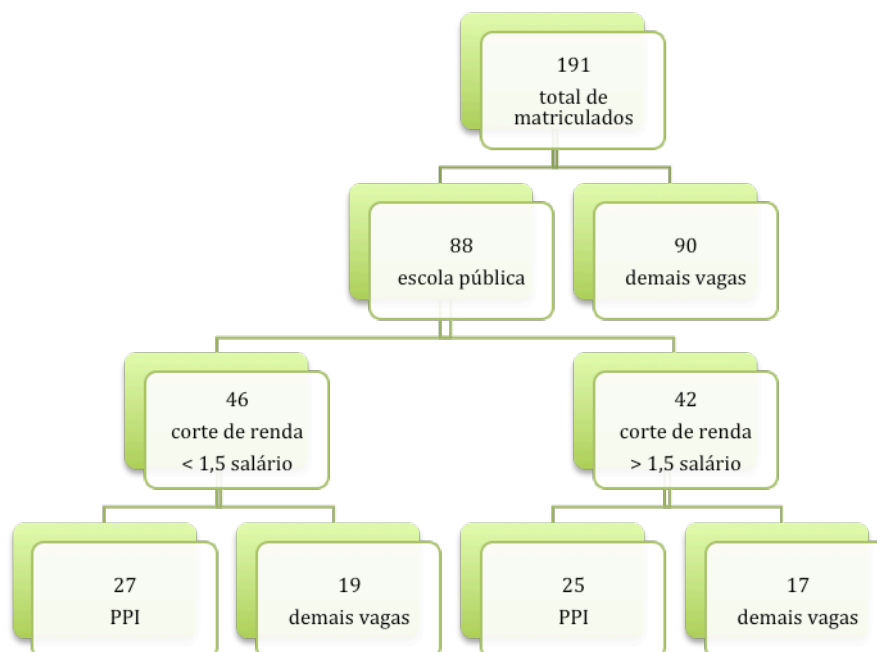 191
total de
matriculados
88
escola pública
90
demais vagas
46
corte de renda
< 1,5 salário
42
corte de renda
> 1,5 salário
27
PPI
19
demais vagas
25
PPI
17
demais vagas